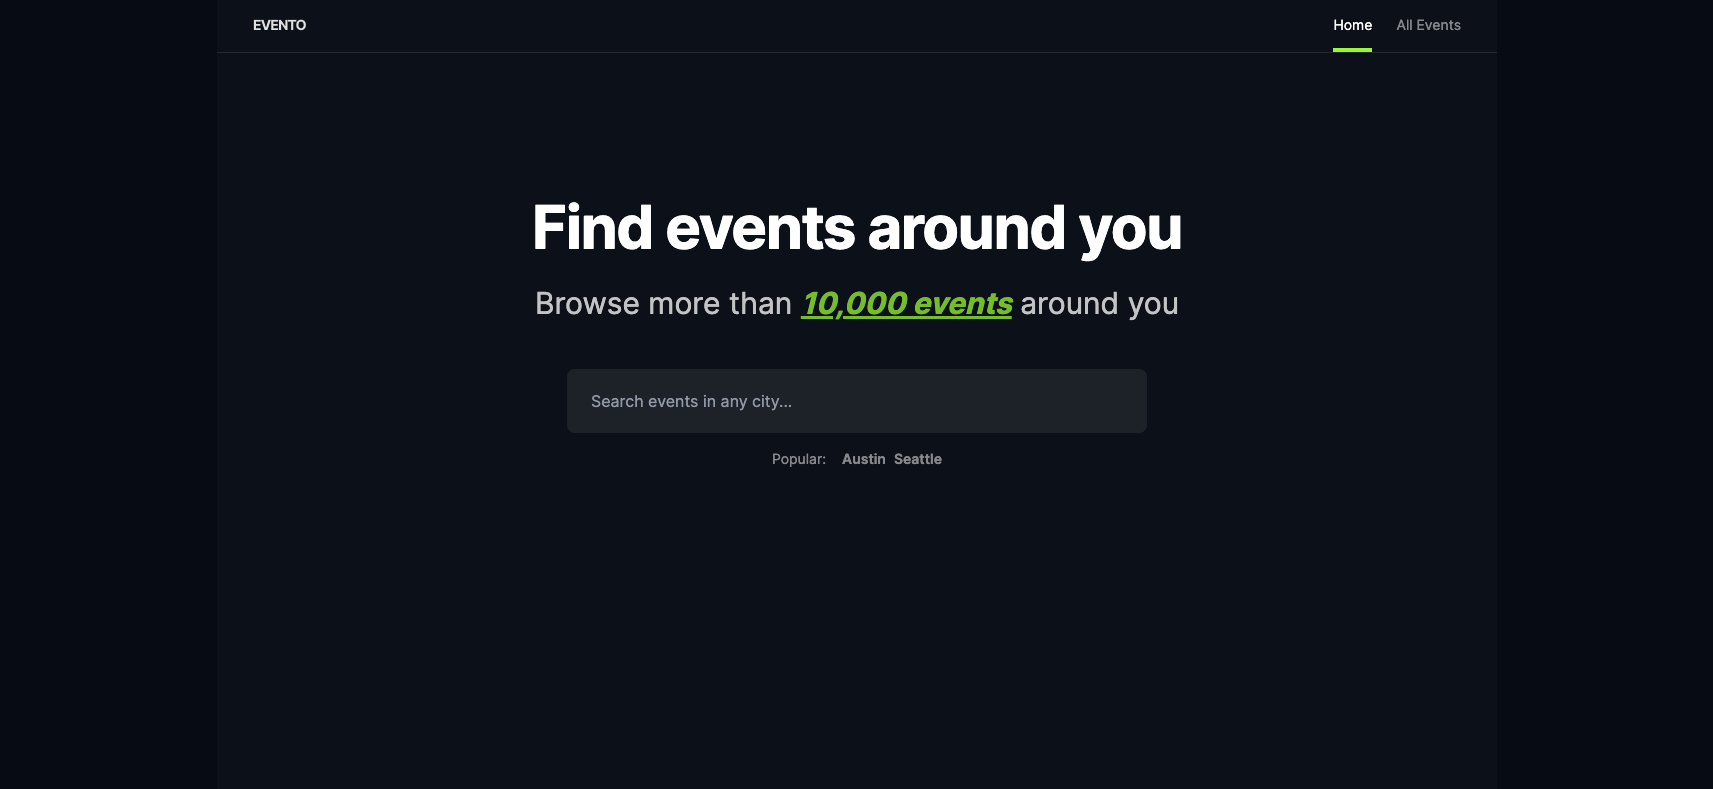 EVENTO
Home All Events
Find events around you
Browse more than 10,000 events around you
Search events in any city...
Popular: Austin Seattle